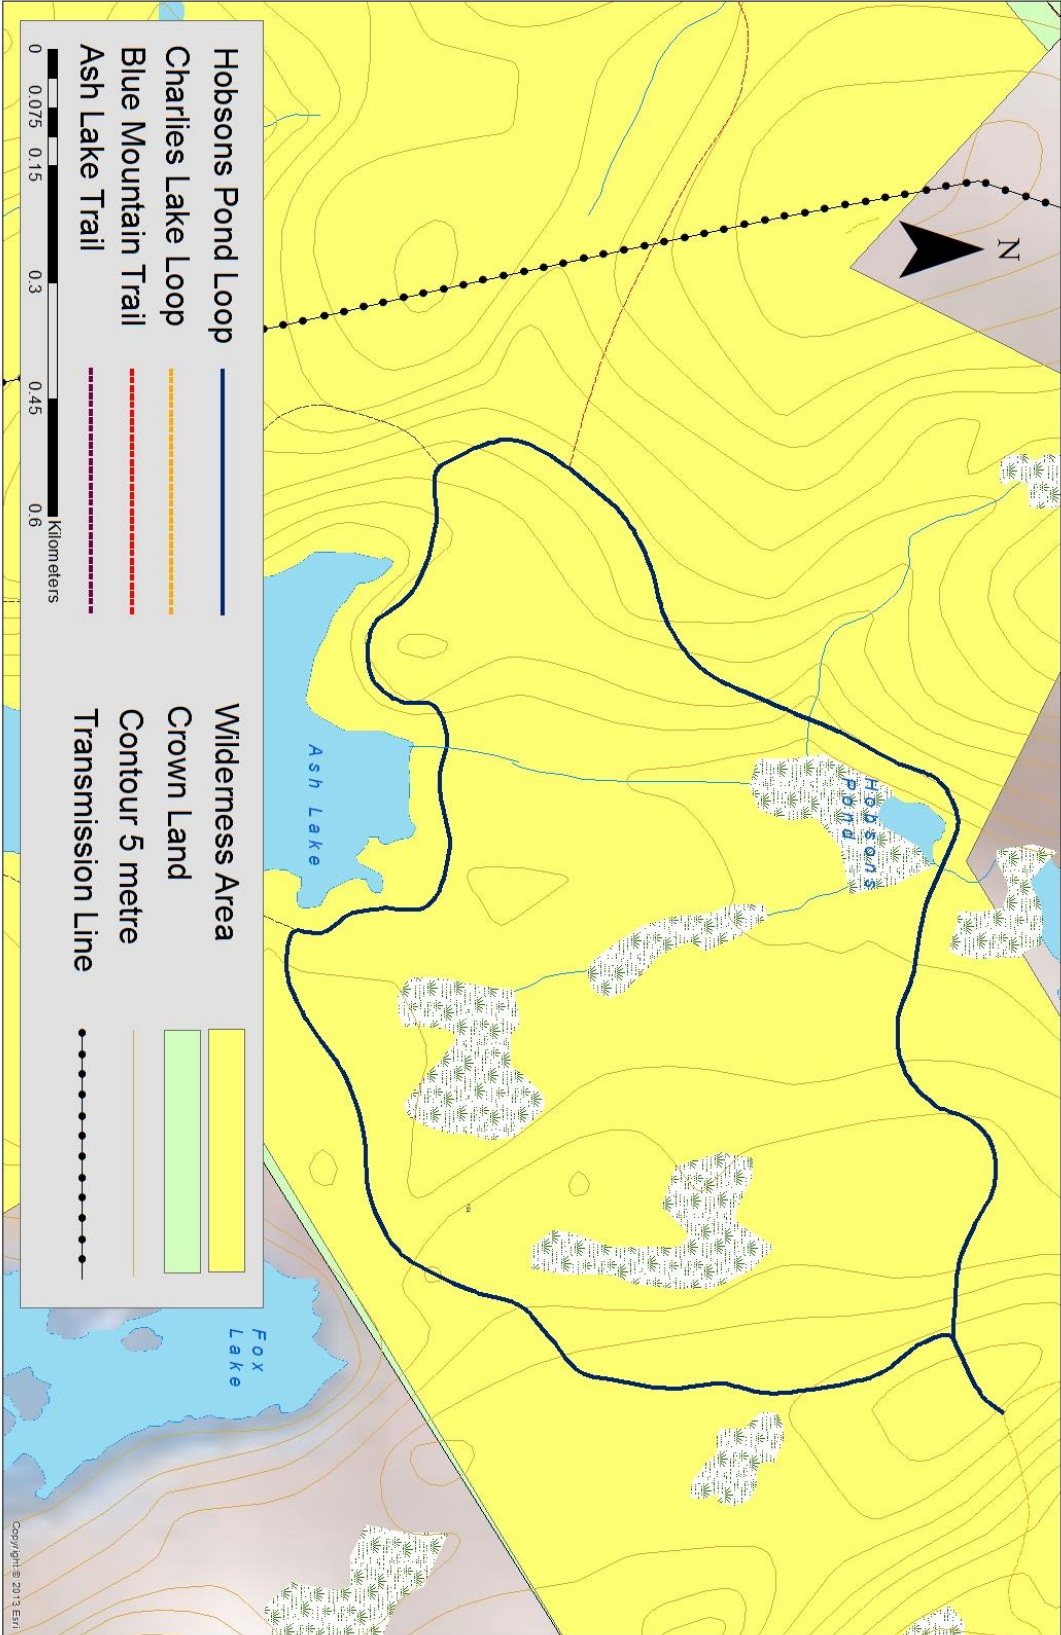 N
Hobsons
Pond
Ash Lake
Fox
Lake
Hobsons Pond Loop
Charlies Lake Loop
Blue Mountain Trail
Ash Lake Trail
Wilderness Area
Crown Land
Contour 5 metre
Transmission Line
0 0.075 0.15 0.3 0.45 0.6
Kilometers
Copyright:© 2013 Esri